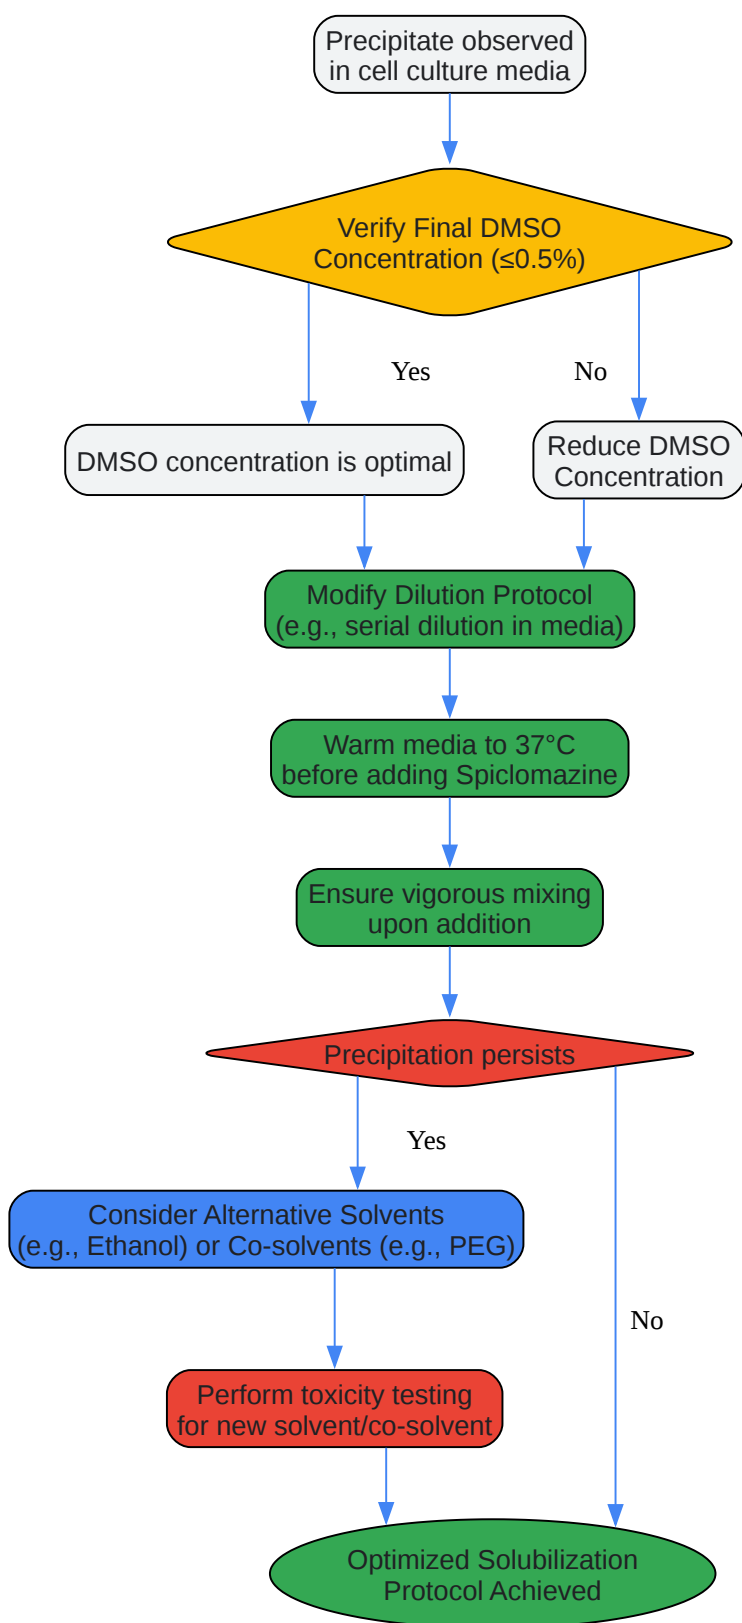 Precipitate observed
in cell culture media
Verify Final DMSO
Concentration (≤0.5%)
Yes
No
DMSO concentration is optimal
Reduce DMSO
Concentration
Modify Dilution Protocol
(e.g., serial dilution in media)
Warm media to 37°C
before adding Spiclomazine
Ensure vigorous mixing
upon addition
Precipitation persists
Yes
Consider Alternative Solvents
(e.g., Ethanol) or Co-solvents (e.g., PEG)
No
Perform toxicity testing
for new solvent/co-solvent
Optimized Solubilization
Protocol Achieved